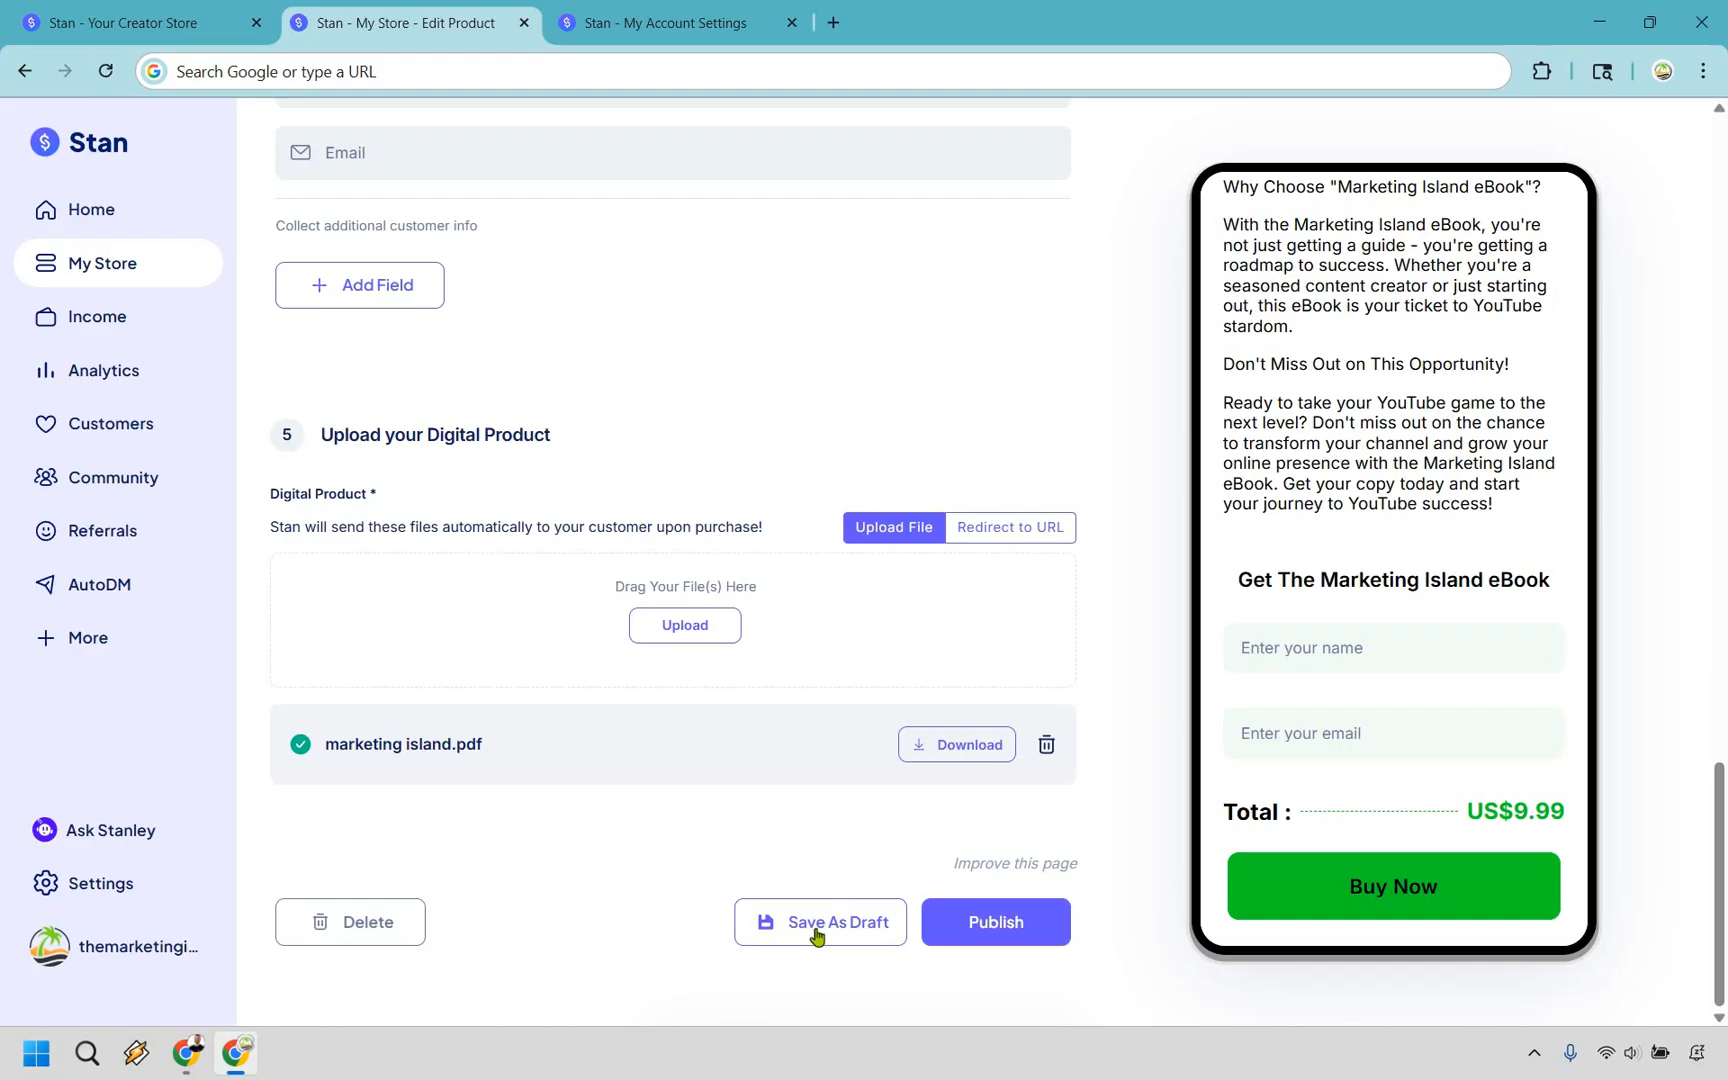 Stan - Your Creator Store
Stan - My Store - Edit Product
Stan - My Account Settings
Search Google or type a URL
Stan
Home
My Store
Income
Analytics
Customers
Community
Referrals
AutoDM
More
Ask Stanley
Settings
themarketingi...
Email
Collect additional customer info
Add Field
5 Upload your Digital Product
Digital Product *
Stan will send these files automatically to your customer upon purchase!
Upload File
Redirect to URL
Drag Your File(s) Here
Upload
marketing island.pdf
Download
Improve this page
Delete
Save As Draft
Publish
Why Choose "Marketing Island eBook"?
With the Marketing Island eBook, you're
not just getting a guide - you're getting a
roadmap to success. Whether you're a
seasoned content creator or just starting
out, this eBook is your ticket to YouTube
stardom.
Don't Miss Out on This Opportunity!
Ready to take your YouTube game to the
next level? Don't miss out on the chance
to transform your channel and grow your
online presence with the Marketing Island
eBook. Get your copy today and start
your journey to YouTube success!
Get The Marketing Island eBook
Enter your name
Enter your email
Total : US$9.99
Buy Now